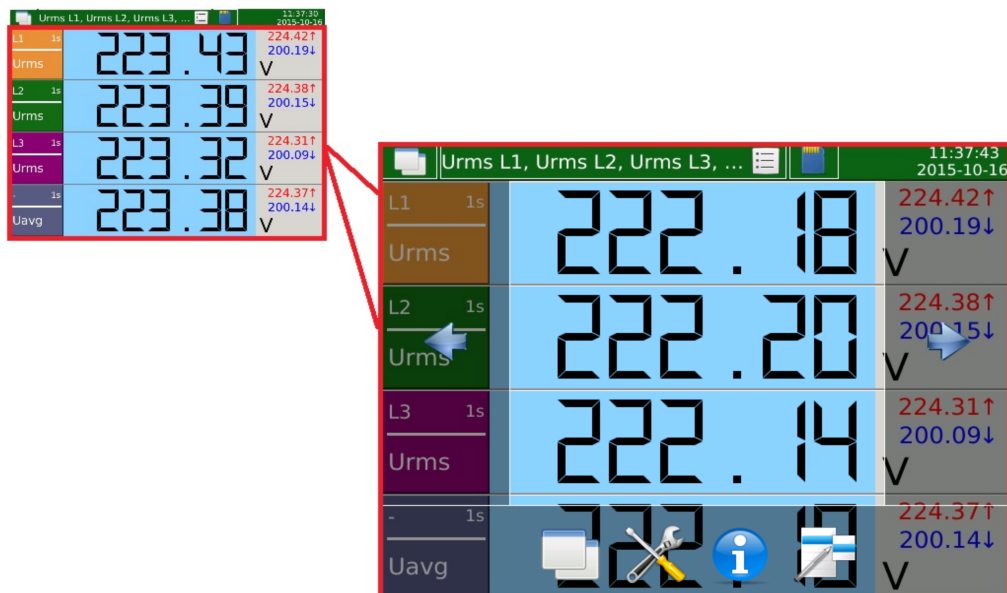 Urms L1, Urms L2, Urms L3, ...
11:37:30
2015-10-16
L1 1s
Urms
223.43
V
224.42↑
200.19↓
L2 1s
Urms
223.39
V
224.38↑
200.15↓
L3 1s
Urms
223.32
V
224.31↑
200.09↓
- 1s
Uavg
223.38
V
224.37↑
200.14↓
Urms L1, Urms L2, Urms L3, ...
11:37:43
2015-10-16
L1 1s
Urms
222.18
V
224.42↑
200.19↓
L2 1s
Urms
222.20
V
224.38↑
200.15↓
L3 1s
Urms
222.14
V
224.31↑
200.09↓
- 1s
Uavg
V
224.37↑
200.14↓